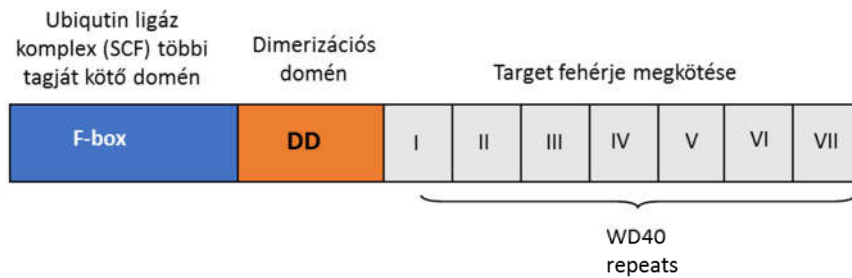 Ubiqutin ligáz
komplex (SCF) többi
tagját kötő domén
Dimerizációs
domén
Target fehérje megkötése
F-box
DD
I
II
III
IV
V
VI
VII
WD40
repeats